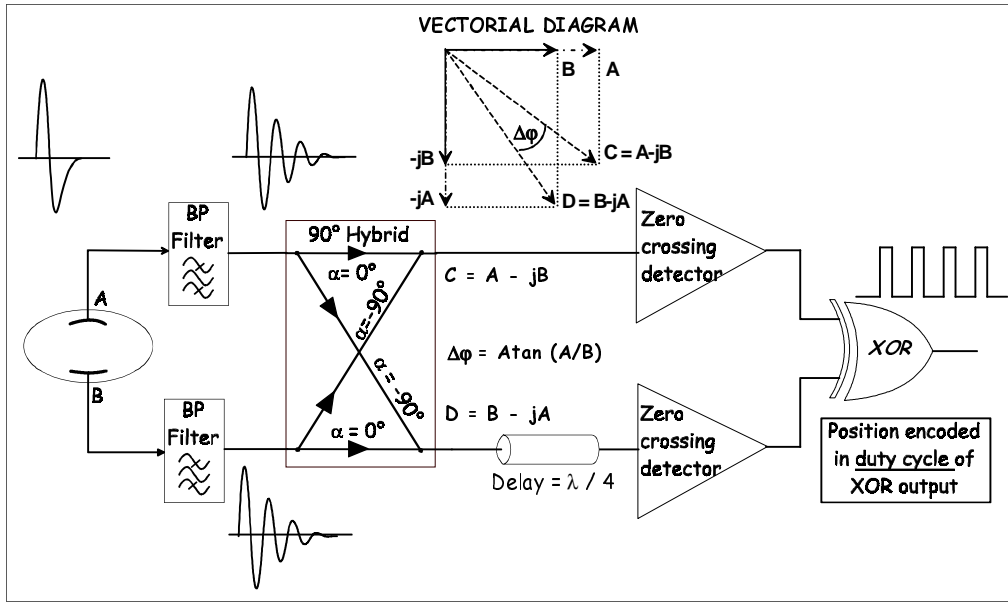 VECTORIAL DIAGRAM
B
A
Δφ
-jB
C = A-jB
-jA
D = B-jA
BP
Filter
90° Hybrid
α= 0°
α=-90°
α = -90°
α = 0°
A
B
BP
Filter
C = A - jB
Δφ = Atan (A/B)
D = B - jA
Delay = λ / 4
Zero
crossing
detector
Zero
crossing
detector
XOR
Position encoded
in duty cycle of
XOR output